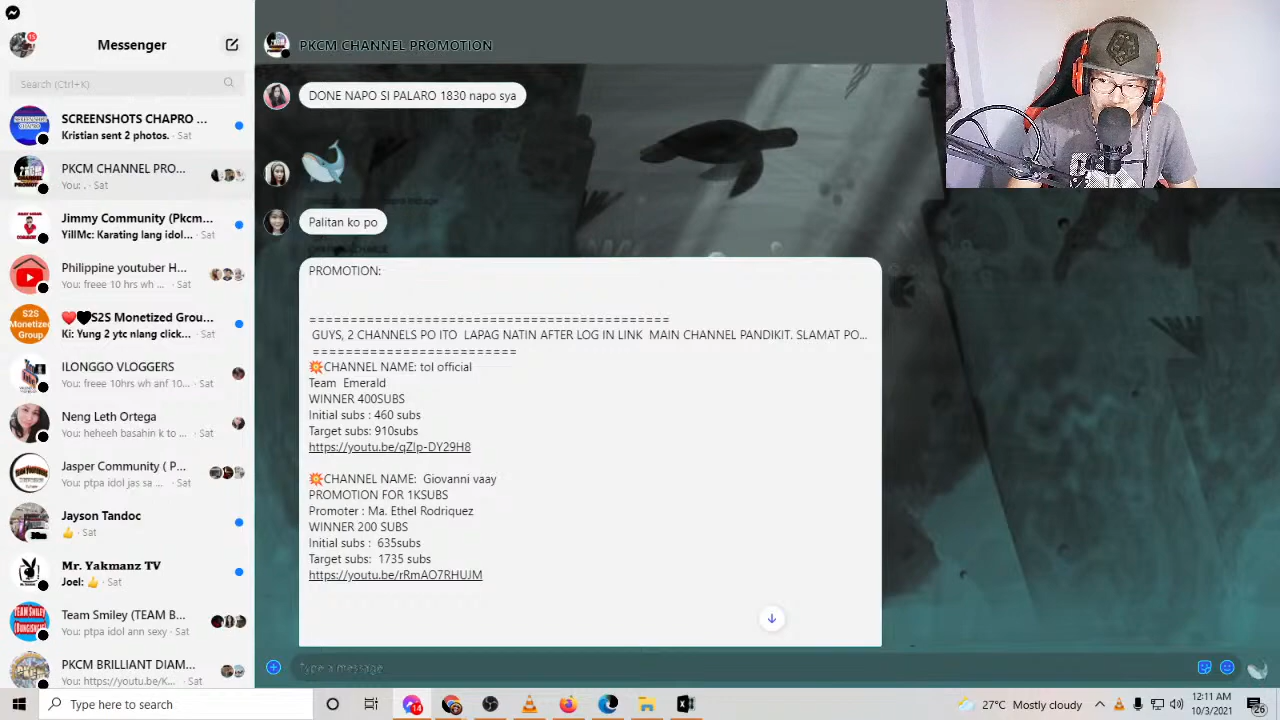 15
Messenger
Search (Ctrl+K)
SCREENSHOTS CHAPRO ...
Kristian sent 2 photos. · Sat
PKCM CHANNEL PRO...
You: , · Sat
Jimmy Community (Pkcm...
YillMc: Karating lang idol... · Sat
Philippine youtuber H...
You: freee 10 hrs wh ... · Sat
S2S Monetized Group
❤️🖤S2S Monetized Grou...
Ki: Yung 2 ytc nlang click... · Sat
ILONGGO VLOGGERS
You: freee 10hrs wh anf 10... · Sat
Neng Leth Ortega
You: heheeh basahin k to ... · Sat
Jasper Community ( P...
You: ptpa idol jas sa ... · Sat
Jayson Tandoc
👍 · Sat
Mr. Yakmanz TV
Joel: 👍 · Sat
Team Smiley (TEAM B...
You: ptpa idol ann sexy · Sat
PKCM BRILLIANT DIAM...
You: https://youtu.be/K... · Sat
PKCM CHANNEL PROMOTION
DONE NAPO SI PALARO 1830 napo sya
Palitan ko po
PROMOTION:
============================================
GUYS, 2 CHANNELS PO ITO LAPAG NATIN AFTER LOG IN LINK MAIN CHANNEL PANDIKIT. SLAMAT PO...
=========================
💥CHANNEL NAME: tol official
Team Emerald
WINNER 400SUBS
Initial subs : 460 subs
Target subs: 910subs
https://youtu.be/qZIp-DY29H8
💥CHANNEL NAME: Giovanni vaay
PROMOTION FOR 1KSUBS
Promoter : Ma. Ethel Rodriquez
WINNER 200 SUBS
Initial subs : 635subs
Target subs: 1735 subs
https://youtu.be/rRmAO7RHUJM
Type a message
Type here to search
14
27°C Mostly cloudy
12:11 AM
10/3/2021
26